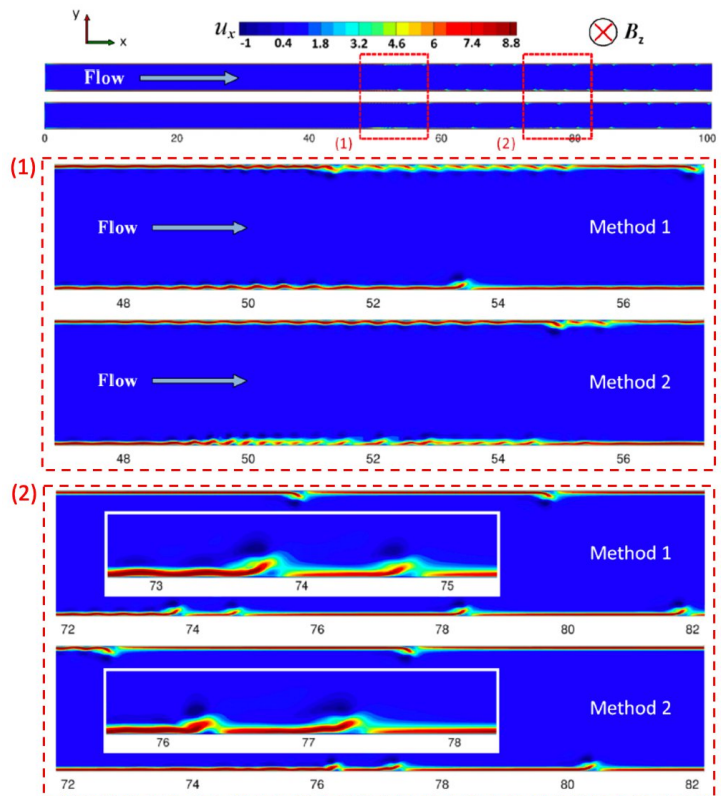 y
x
u_x
-1 0.4 1.8 3.2 4.6 6 7.4 8.8
B_z
Flow
0 20 40 60 80 100
(1) (2)
(1)
Flow
Method 1
48 50 52 54 56
Flow
Method 2
48 50 52 54 56
(2)
Method 1
73 74 75
72 74 76 78 80 82
Method 2
76 77 78
72 74 76 78 80 82